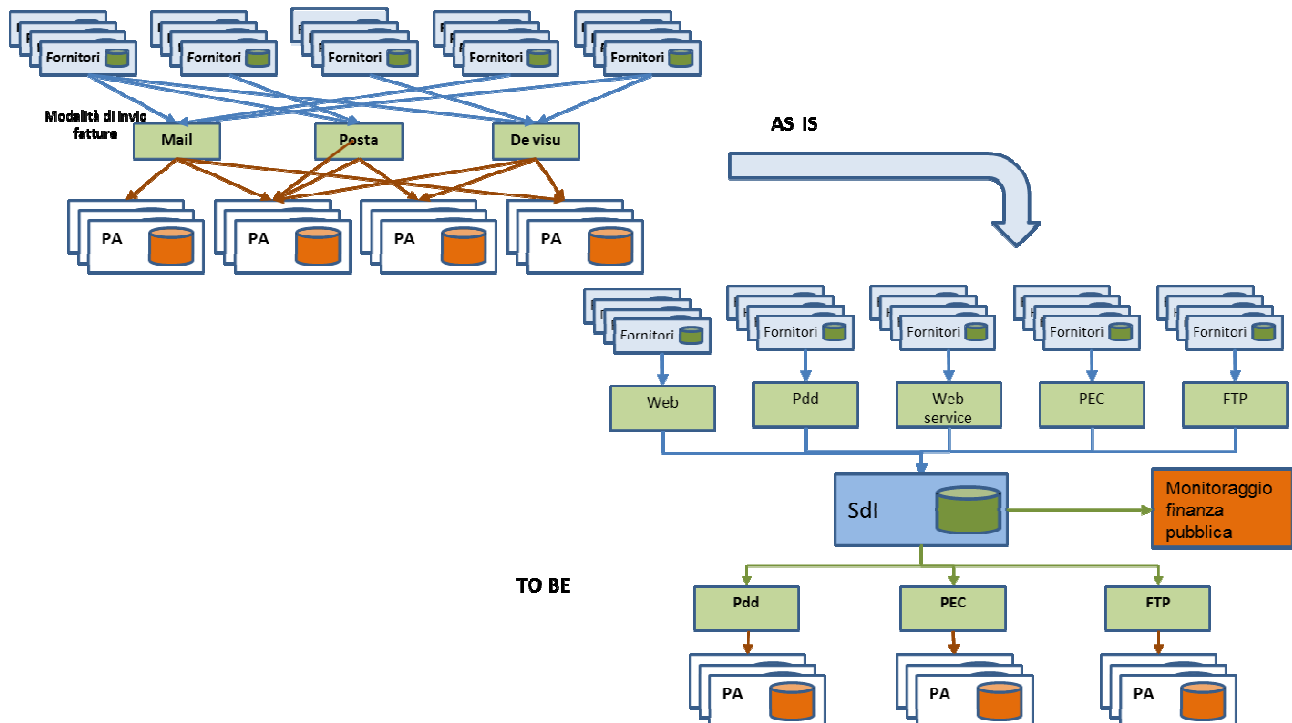 Fornitori
Fornitori
Fornitori
Fornitori
Fornitori
Modalità di invio
fatture
Mail
Posta
De visu
AS IS
PA
PA
PA
PA
Fornitori
Fornitori
Fornitori
Fornitori
Fornitori
Web
Pdd
Web
service
PEC
FTP
SdI
Monitoraggio
finanza
pubblica
TO BE
Pdd
PEC
FTP
PA
PA
PA